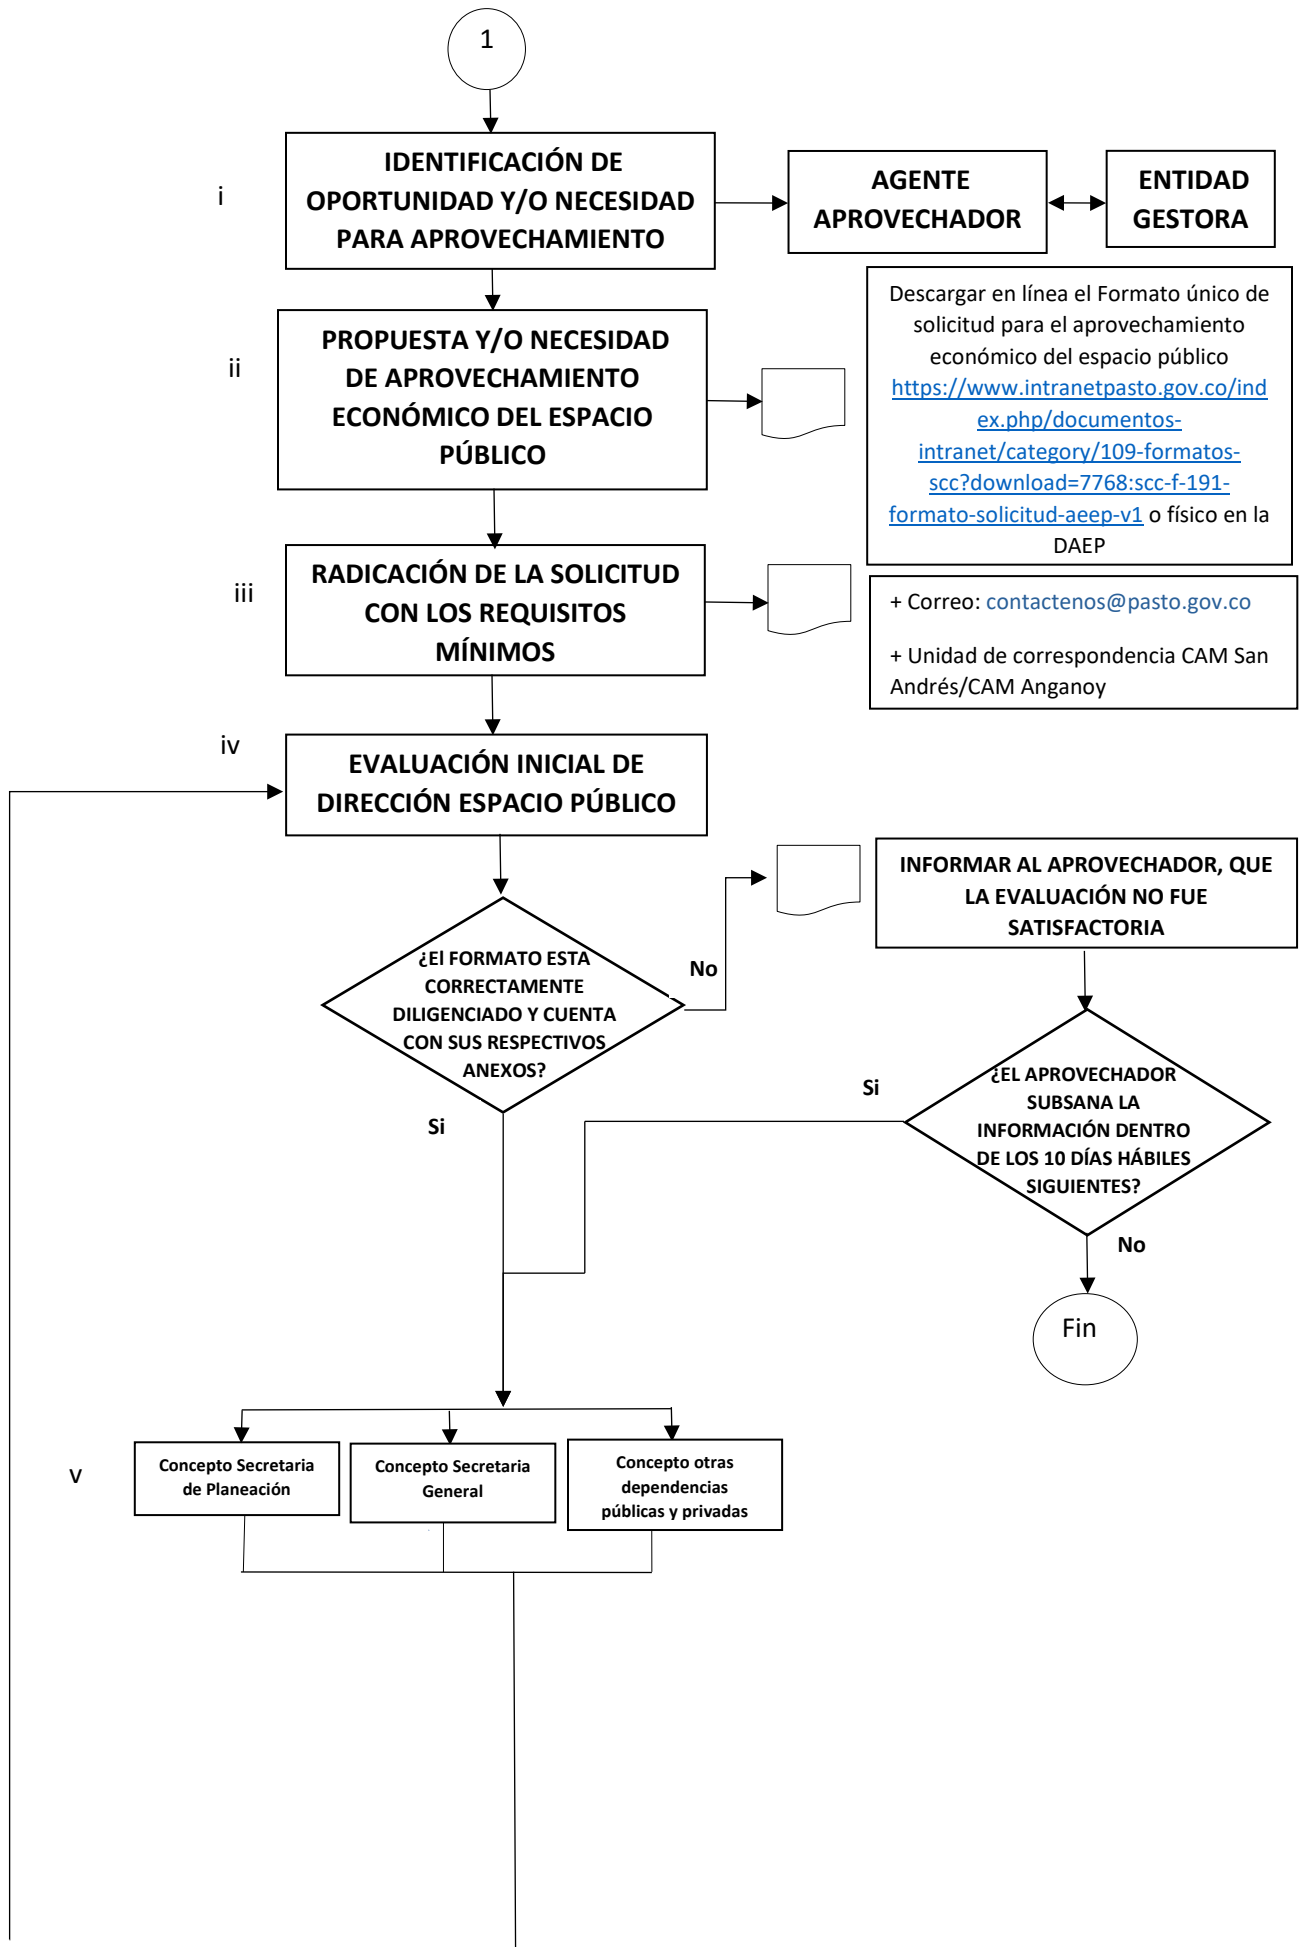 1
i
IDENTIFICACIÓN DE
OPORTUNIDAD Y/O NECESIDAD
PARA APROVECHAMIENTO
AGENTE
APROVECHADOR
ENTIDAD
GESTORA
ii
PROPUESTA Y/O NECESIDAD
DE APROVECHAMIENTO
ECONÓMICO DEL ESPACIO
PÚBLICO
Descargar en línea el Formato único de
solicitud para el aprovechamiento
económico del espacio público
https://www.intranetpasto.gov.co/ind
ex.php/documentos-
intranet/category/109-formatos-
scc?download=7768:scc-f-191-
formato-solicitud-aeep-v1 o físico en la
DAEP
iii
RADICACIÓN DE LA SOLICITUD
CON LOS REQUISITOS
MÍNIMOS
+ Correo: contactenos@pasto.gov.co
+ Unidad de correspondencia CAM San
Andrés/CAM Anganoy
iv
EVALUACIÓN INICIAL DE
DIRECCIÓN ESPACIO PÚBLICO
INFORMAR AL APROVECHADOR, QUE
LA EVALUACIÓN NO FUE
SATISFACTORIA
¿El FORMATO ESTA
CORRECTAMENTE
DILIGENCIADO Y CUENTA
CON SUS RESPECTIVOS
ANEXOS?
No
Si
¿EL APROVECHADOR
SUBSANA LA
INFORMACIÓN DENTRO
DE LOS 10 DÍAS HÁBILES
SIGUIENTES?
Si
No
Fin
v
Concepto Secretaria
de Planeación
Concepto Secretaria
General
Concepto otras
dependencias
públicas y privadas